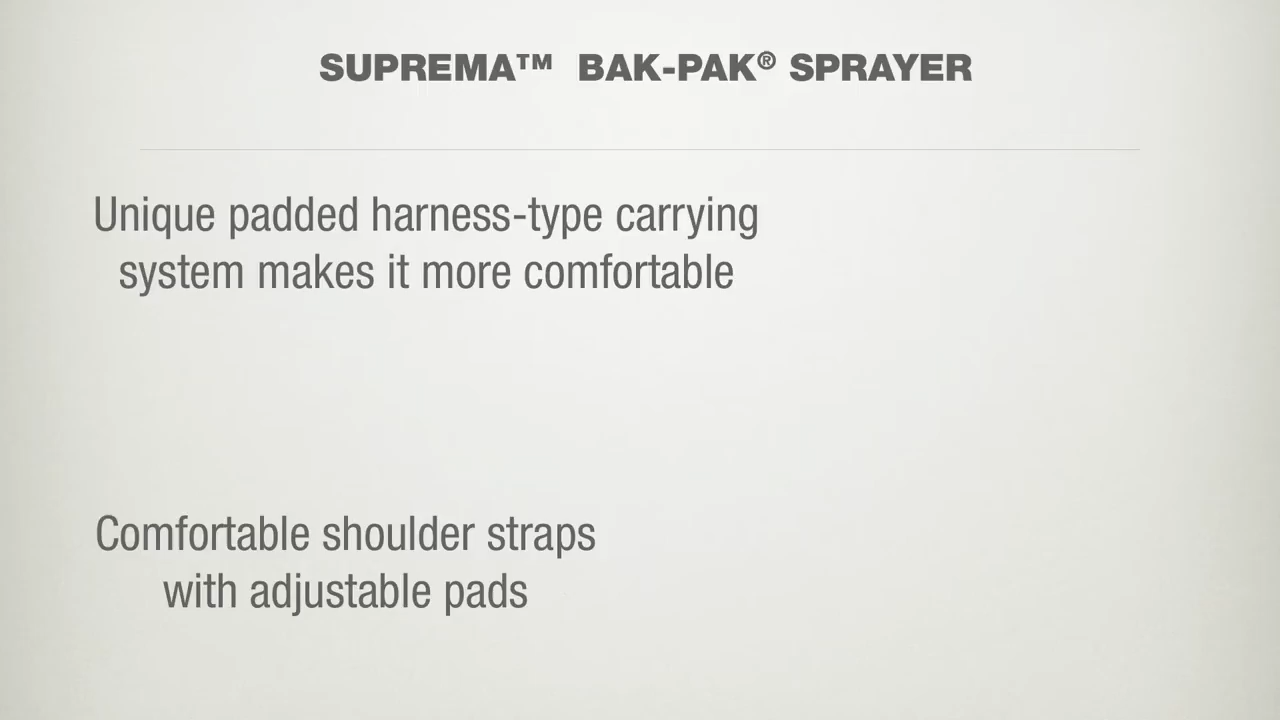 SUPREMA™ BAK-PAK® SPRAYER
Unique padded harness-type carrying
system makes it more comfortable
Comfortable shoulder straps
with adjustable pads